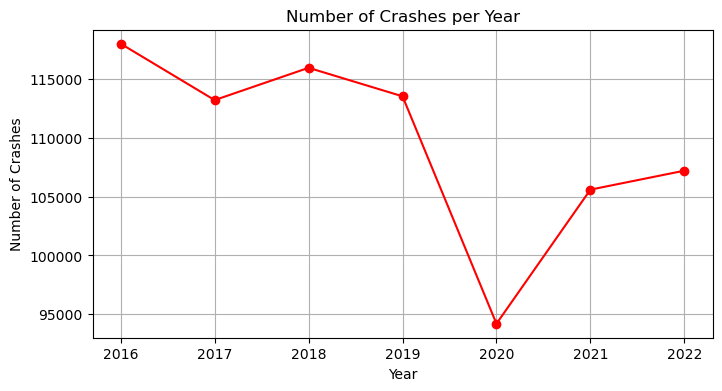 Number of Crashes per Year
Number of Crashes
115000
110000
105000
100000
95000
2016 2017 2018 2019 2020 2021 2022
Year